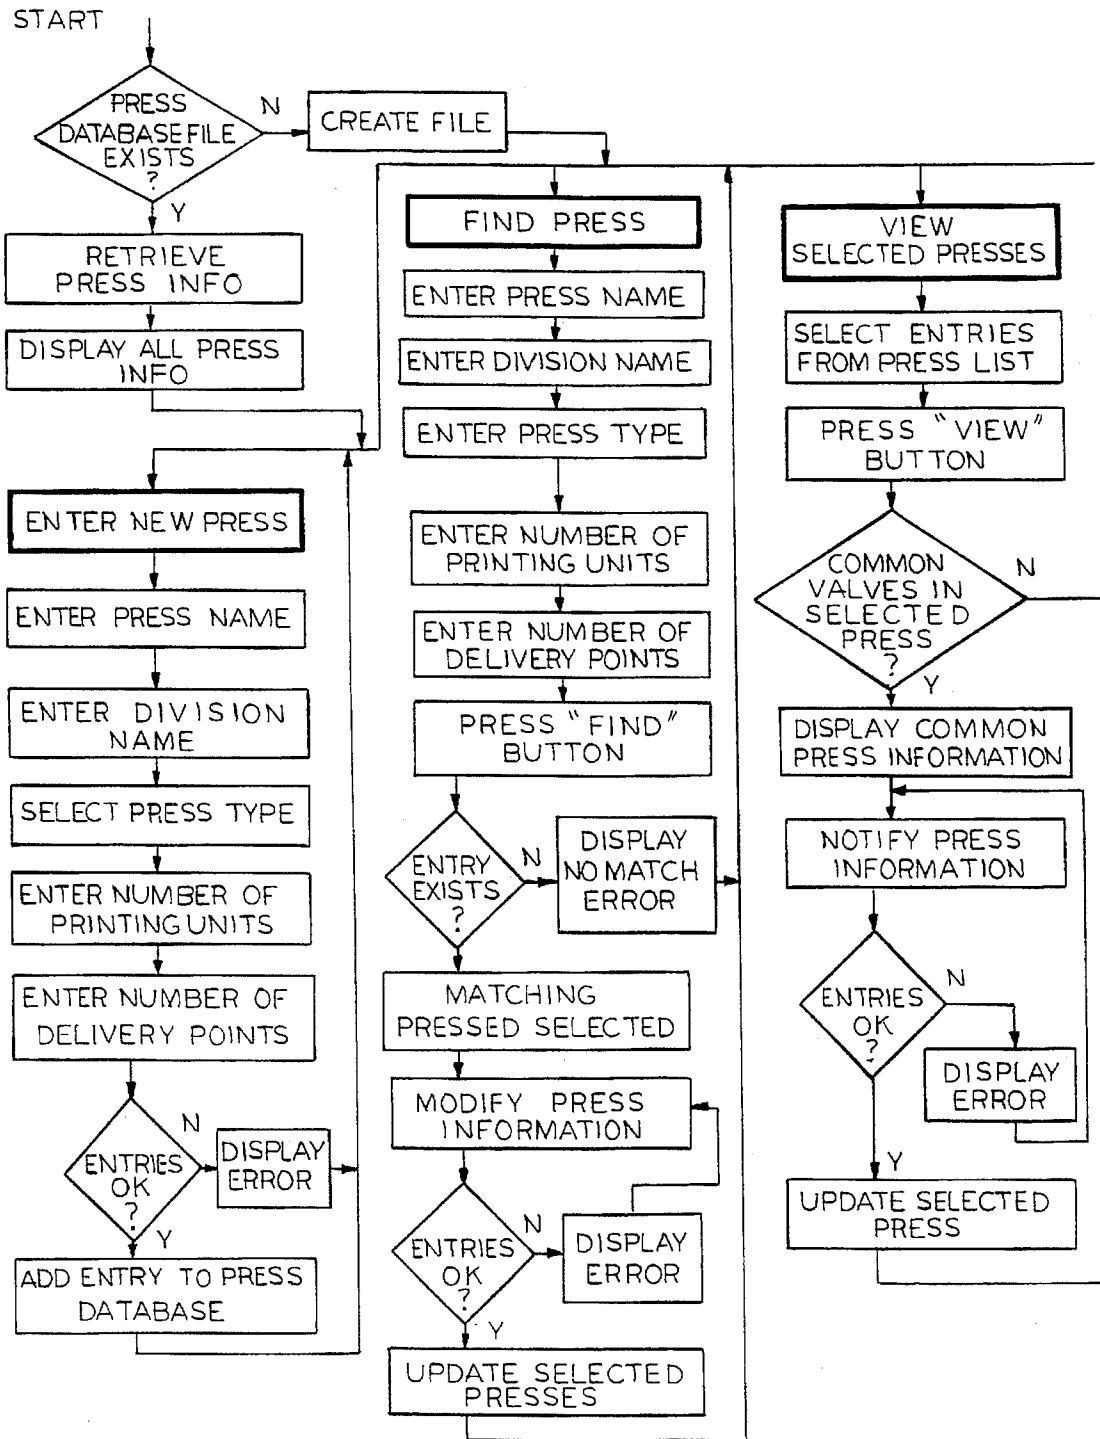 START
PRESS
DATABASE FILE
EXISTS
?
N
CREATE FILE
Y
RETRIEVE
PRESS INFO
DISPLAY ALL PRESS
INFO
ENTER NEW PRESS
ENTER PRESS NAME
ENTER DIVISION
NAME
SELECT PRESS TYPE
ENTER NUMBER OF
PRINTING UNITS
ENTER NUMBER OF
DELIVERY POINTS
ENTRIES
OK
?
N
DISPLAY
ERROR
Y
ADD ENTRY TO PRESS
DATABASE
FIND PRESS
ENTER PRESS NAME
ENTER DIVISION NAME
ENTER PRESS TYPE
ENTER NUMBER OF
PRINTING UNITS
ENTER NUMBER OF
DELIVERY POINTS
PRESS "FIND"
BUTTON
ENTRY
EXISTS
?
N
DISPLAY
NO MATCH
ERROR
MATCHING
PRESSED SELECTED
MODIFY PRESS
INFORMATION
ENTRIES
OK
?
N
DISPLAY
ERROR
Y
UPDATE SELECTED
PRESSES
VIEW
SELECTED PRESSES
SELECT ENTRIES
FROM PRESS LIST
PRESS "VIEW"
BUTTON
COMMON
VALVES IN
SELECTED
PRESS
?
N
Y
DISPLAY COMMON
PRESS INFORMATION
NOTIFY PRESS
INFORMATION
ENTRIES
OK
?
N
DISPLAY
ERROR
Y
UPDATE SELECTED
PRESS